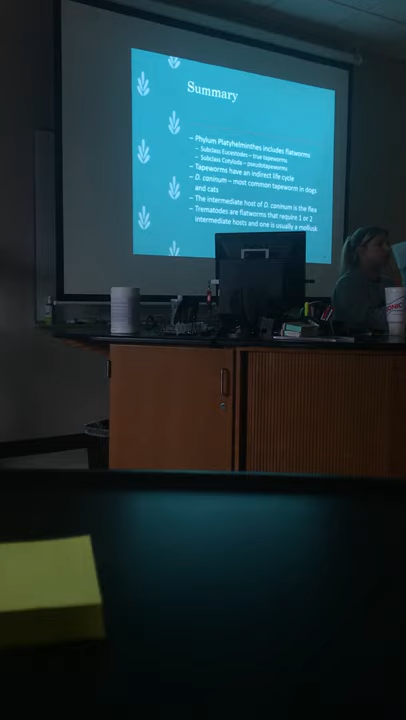 Summary
– Phylum Platyhelminthes includes flatworms
– Subclass Eucestoda – true tapeworms
– Subclass Cotyloda – pseudotapeworms
– Tapeworms have an indirect life cycle
– D. caninum – most common tapeworm in dogs
and cats
– The intermediate host of D. caninum is the flea
– Trematodes are flatworms that require 1 or 2
intermediate hosts and one is usually a mollusk